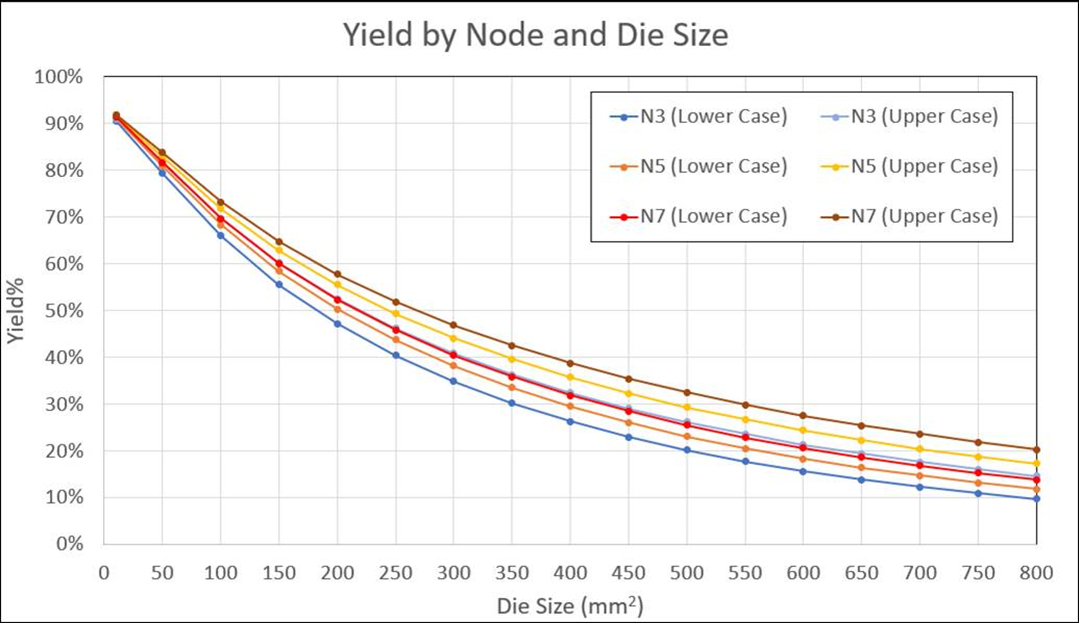 Yield by Node and Die Size
100%
90%
80%
70%
60%
50%
40%
30%
20%
10%
0%
Yield%
N3 (Lower Case) N3 (Upper Case)
N5 (Lower Case) N5 (Upper Case)
N7 (Lower Case) N7 (Upper Case)
0 50 100 150 200 250 300 350 400 450 500 550 600 650 700 750 800
Die Size (mm²)